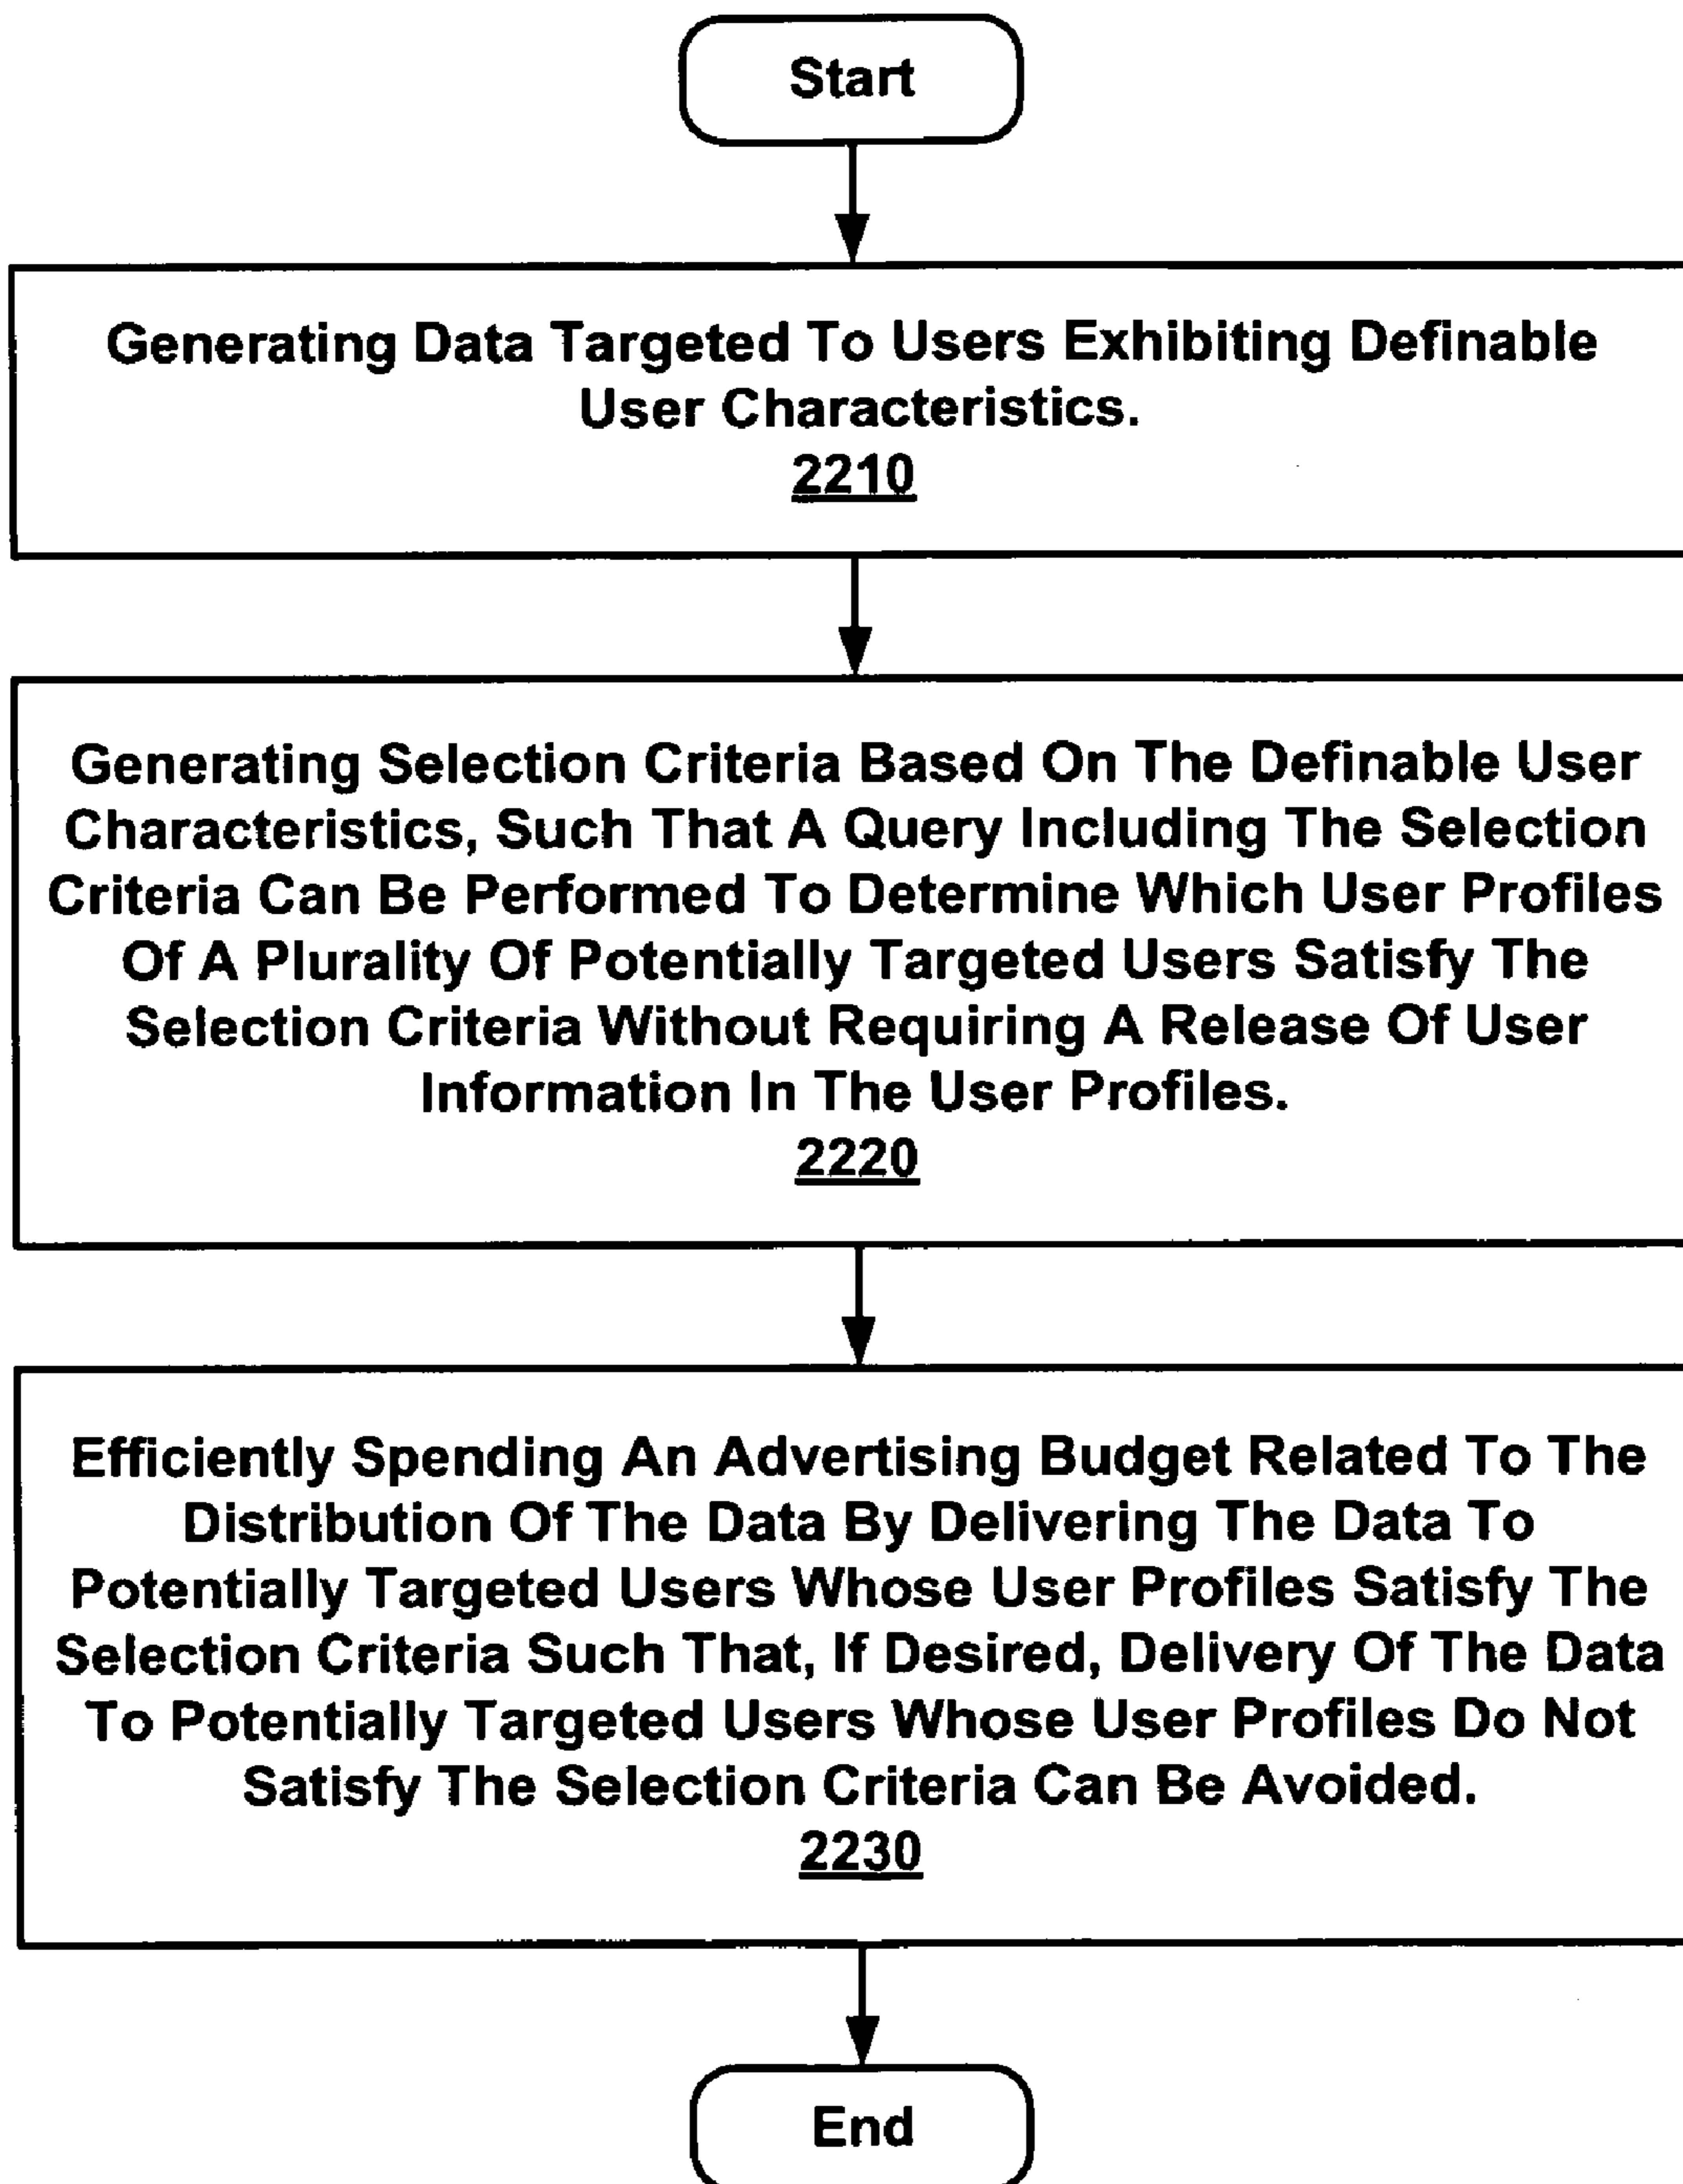 Start
Generating Data Targeted To Users Exhibiting Definable
User Characteristics.
2210
Generating Selection Criteria Based On The Definable User
Characteristics, Such That A Query Including The Selection
Criteria Can Be Performed To Determine Which User Profiles
Of A Plurality Of Potentially Targeted Users Satisfy The
Selection Criteria Without Requiring A Release Of User
Information In The User Profiles.
2220
Efficiently Spending An Advertising Budget Related To The
Distribution Of The Data By Delivering The Data To
Potentially Targeted Users Whose User Profiles Satisfy The
Selection Criteria Such That, If Desired, Delivery Of The Data
To Potentially Targeted Users Whose User Profiles Do Not
Satisfy The Selection Criteria Can Be Avoided.
2230
End